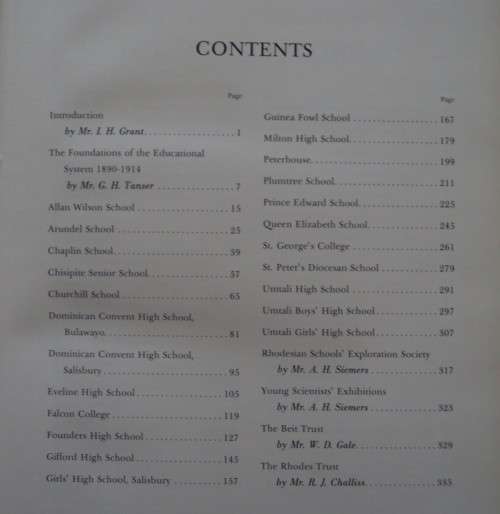 CONTENTS
Page
Introduction
by Mr. I. H. Grant. . . . . . . . . . . . . . . . . 1
The Foundations of the Educational
System 1890-1914
by Mr. G. H. Tanser . . . . . . . . . . . . . . . 7
Allan Wilson School . . . . . . . . . . . . . . . . . 15
Arundel School . . . . . . . . . . . . . . . . . . . . 25
Chaplin School. . . . . . . . . . . . . . . . . . . . . 39
Chisipite Senior School. . . . . . . . . . . . . . . 57
Churchill School . . . . . . . . . . . . . . . . . . . . 65
Dominican Convent High School,
Bulawayo. . . . . . . . . . . . . . . . . . . . . . . 81
Dominican Convent High School,
Salisbury . . . . . . . . . . . . . . . . . . . . . . . 95
Eveline High School . . . . . . . . . . . . . . . . . 105
Falcon College . . . . . . . . . . . . . . . . . . . . . 119
Founders High School . . . . . . . . . . . . . . . 127
Gifford High School . . . . . . . . . . . . . . . . . 145
Girls' High School, Salisbury . . . . . . . . . . 157
Page
Guinea Fowl School . . . . . . . . . . . . . . . . 167
Milton High School. . . . . . . . . . . . . . . . . 179
Peterhouse. . . . . . . . . . . . . . . . . . . . . . . . 199
Plumtree School. . . . . . . . . . . . . . . . . . . 211
Prince Edward School. . . . . . . . . . . . . . . 225
Queen Elizabeth School. . . . . . . . . . . . . 245
St. George's College . . . . . . . . . . . . . . . . 261
St. Peter's Diocesan School . . . . . . . . . . 279
Umtali High School . . . . . . . . . . . . . . . . 291
Umtali Boys' High School . . . . . . . . . . . . 297
Umtali Girls' High School . . . . . . . . . . . . 307
Rhodesian Schools' Exploration Society
by Mr. A. H. Siemers . . . . . . . . . . . . . 317
Young Scientists' Exhibitions
by Mr. A. H. Siemers . . . . . . . . . . . . . 323
The Beit Trust
by Mr. W. D. Gale. . . . . . . . . . . . . . . . 329
The Rhodes Trust
by Mr. R. J. Challiss. . . . . . . . . . . . . . 335